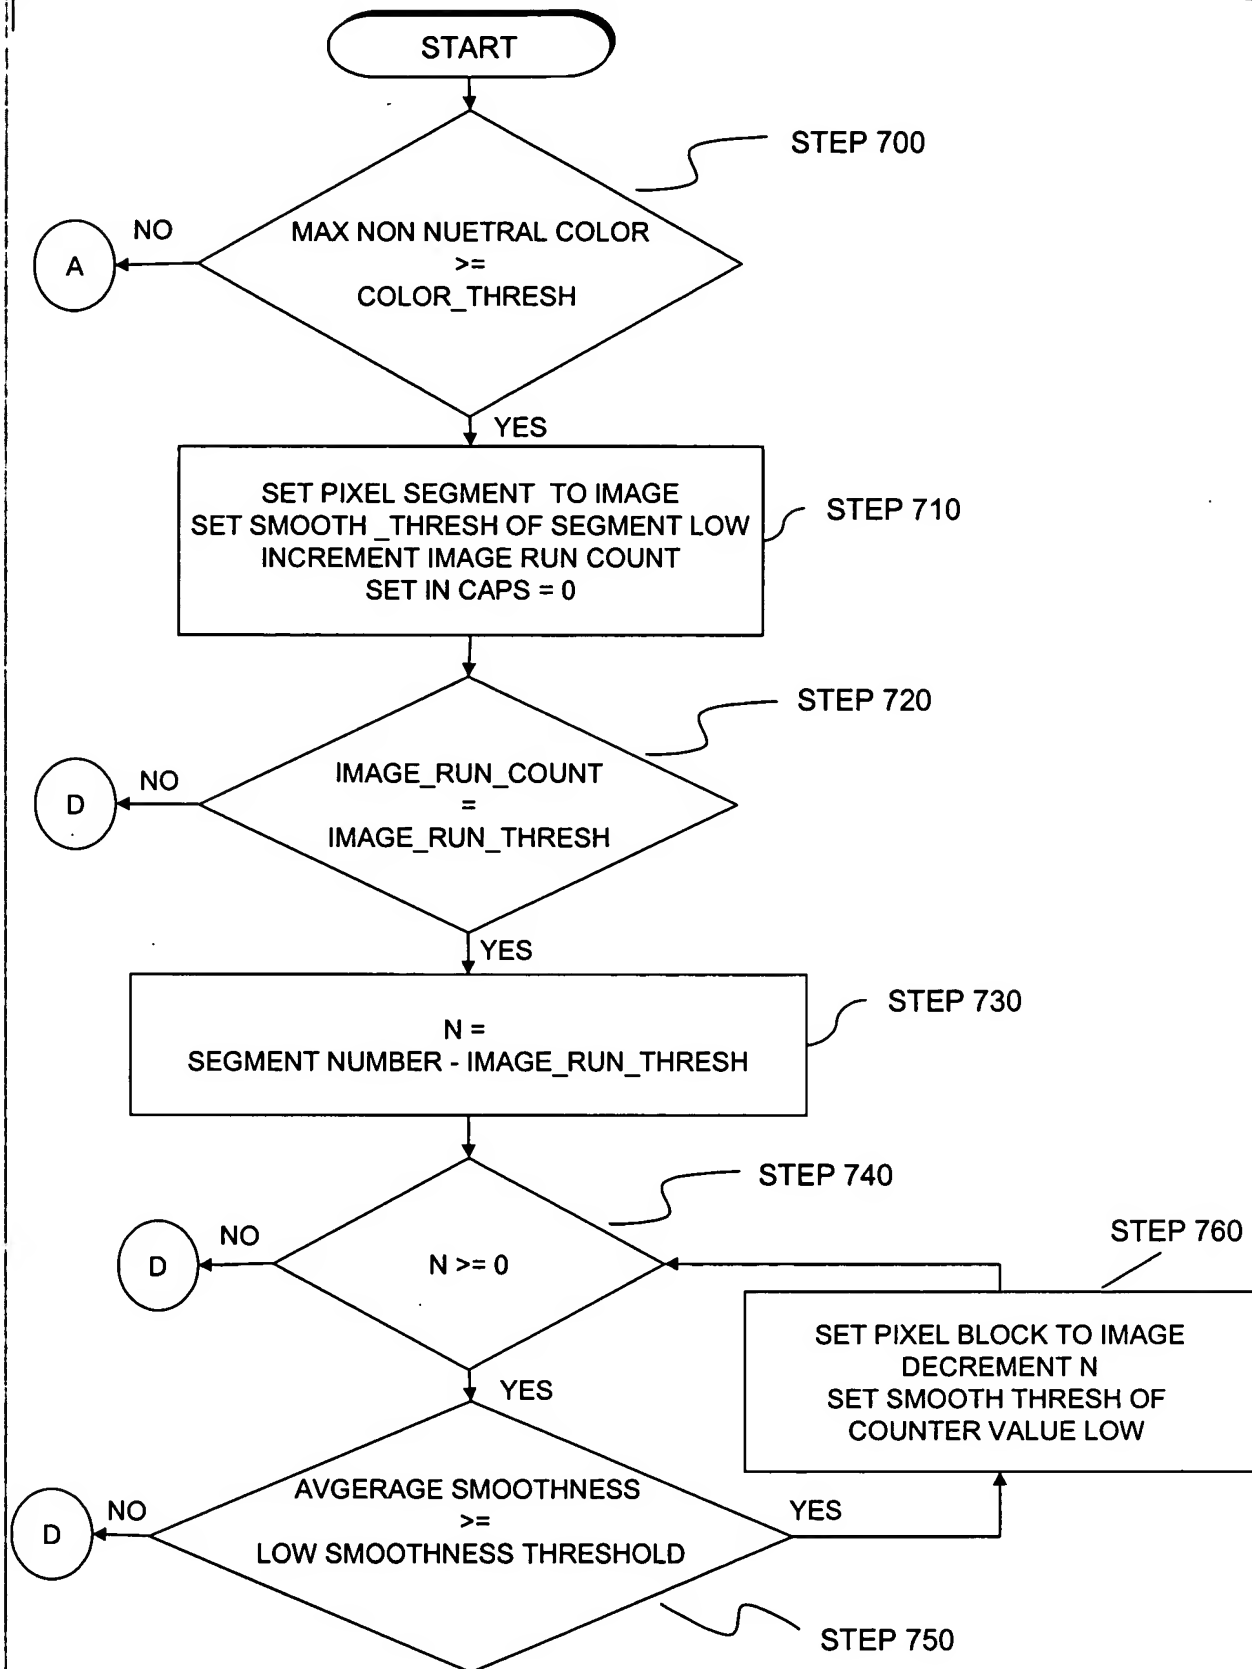 START
STEP 700
MAX NON NUETRAL COLOR
>=
COLOR_THRESH
NO
A
YES
SET PIXEL SEGMENT TO IMAGE
SET SMOOTH _THRESH OF SEGMENT LOW
INCREMENT IMAGE RUN COUNT
SET IN CAPS = 0
STEP 710
STEP 720
IMAGE_RUN_COUNT
=
IMAGE_RUN_THRESH
NO
D
YES
STEP 730
N =
SEGMENT NUMBER - IMAGE_RUN_THRESH
STEP 740
N >= 0
NO
D
YES
STEP 760
SET PIXEL BLOCK TO IMAGE
DECREMENT N
SET SMOOTH THRESH OF
COUNTER VALUE LOW
AVGERAGE SMOOTHNESS
>=
LOW SMOOTHNESS THRESHOLD
NO
D
YES
STEP 750